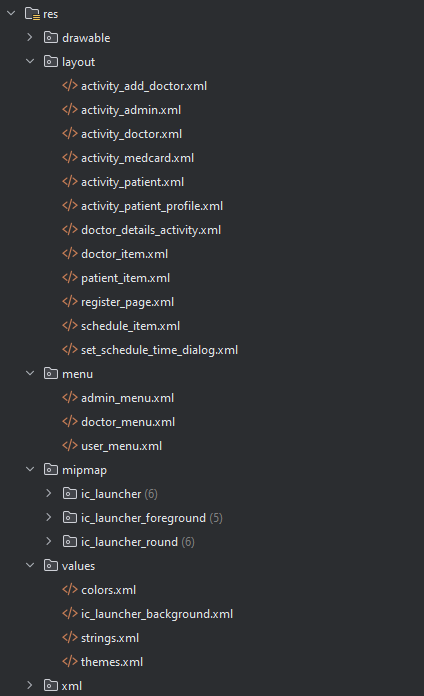 res
drawable
layout
</> activity_add_doctor.xml
</> activity_admin.xml
</> activity_doctor.xml
</> activity_medcard.xml
</> activity_patient.xml
</> activity_patient_profile.xml
</> doctor_details_activity.xml
</> doctor_item.xml
</> patient_item.xml
</> register_page.xml
</> schedule_item.xml
</> set_schedule_time_dialog.xml
menu
</> admin_menu.xml
</> doctor_menu.xml
</> user_menu.xml
mipmap
ic_launcher (6)
ic_launcher_foreground (5)
ic_launcher_round (6)
values
</> colors.xml
</> ic_launcher_background.xml
</> strings.xml
</> themes.xml
xml